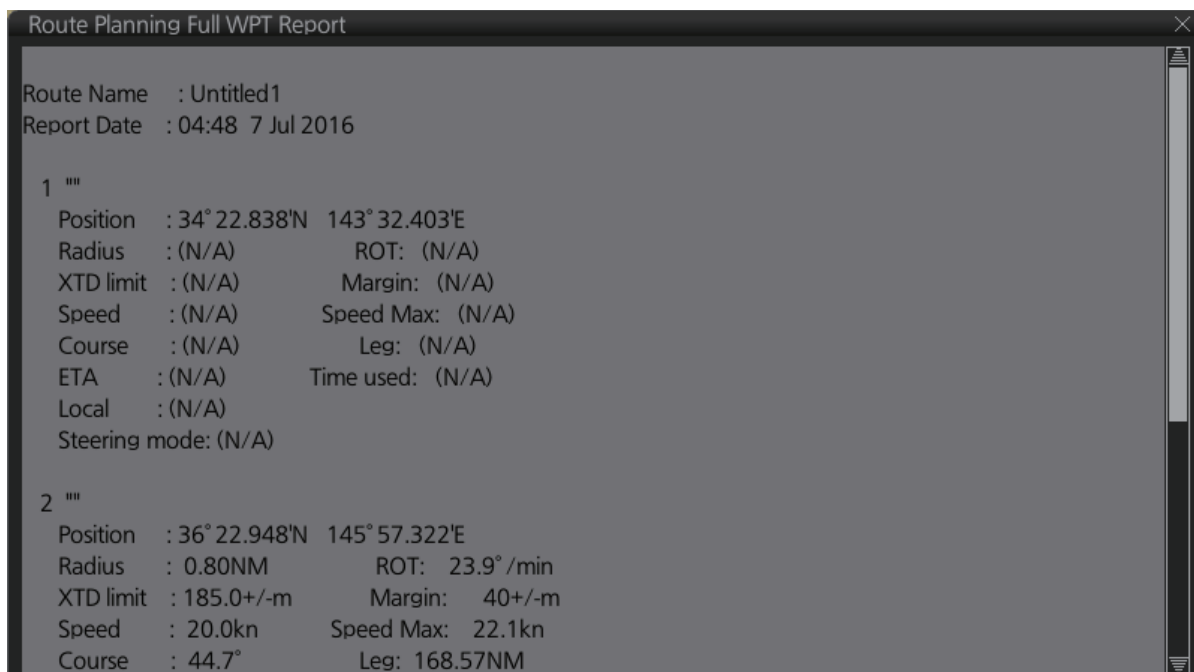 Route Planning Full WPT Report
Route Name : Untitled1
Report Date : 04:48 7 Jul 2016
1 ""
Position : 34°22.838'N 143°32.403'E
Radius : (N/A) ROT: (N/A)
XTD limit : (N/A) Margin: (N/A)
Speed : (N/A) Speed Max: (N/A)
Course : (N/A) Leg: (N/A)
ETA : (N/A) Time used: (N/A)
Local : (N/A)
Steering mode: (N/A)
2 ""
Position : 36°22.948'N 145°57.322'E
Radius : 0.80NM ROT: 23.9°/min
XTD limit : 185.0+/-m Margin: 40+/-m
Speed : 20.0kn Speed Max: 22.1kn
Course : 44.7° Leg: 168.57NM